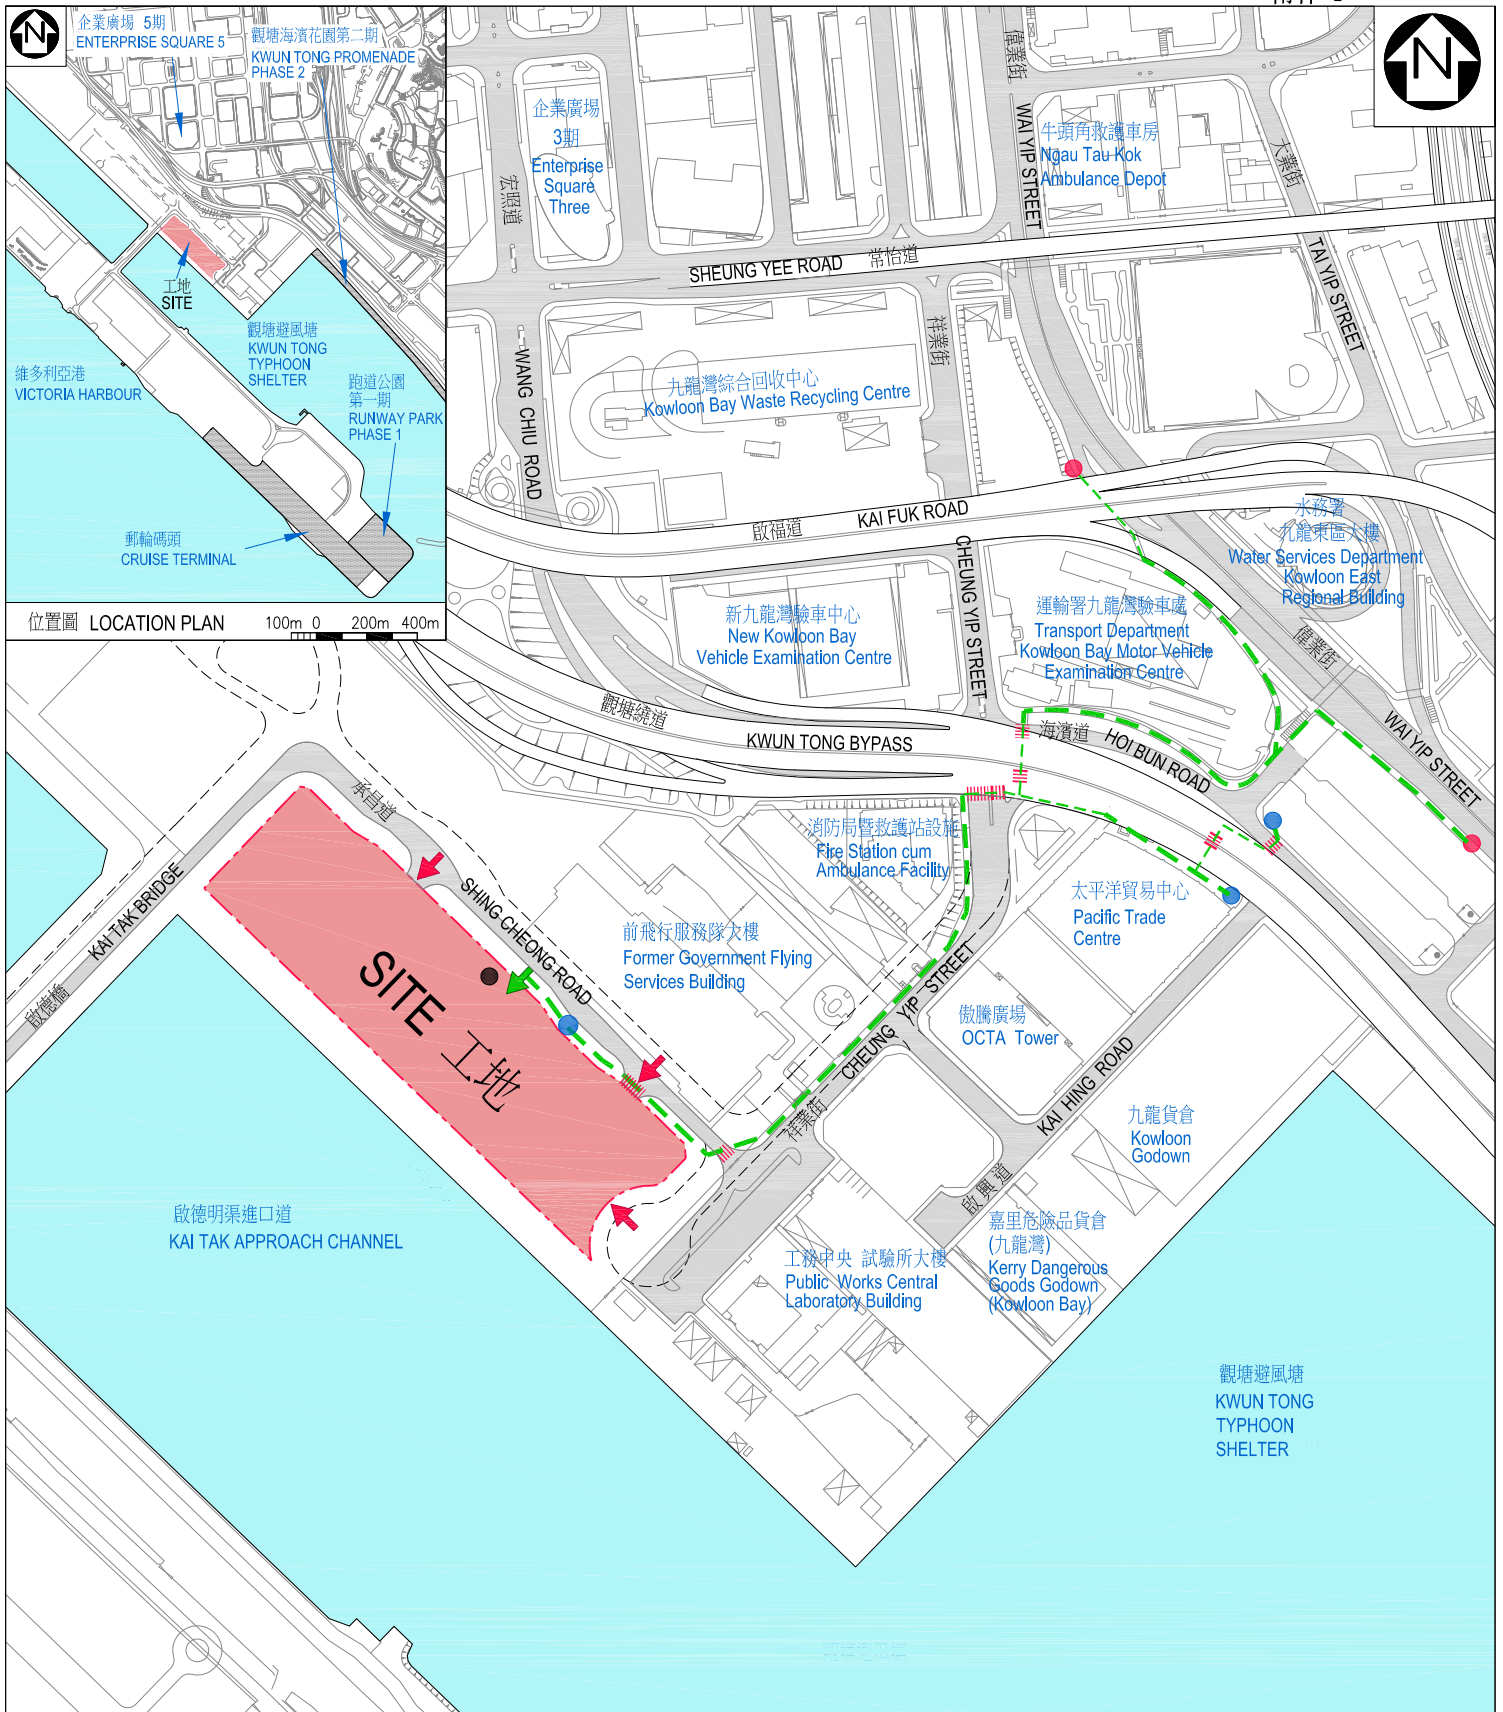 企業廣場 5期
ENTERPRISE SQUARE 5
觀塘海濱花園第二期
KWUN TONG PROMENADE
PHASE 2
工地
SITE
觀塘避風塘
KWUN TONG
TYPHOON
SHELTER
維多利亞港
VICTORIA HARBOUR
跑道公園
第一期
RUNWAY PARK
PHASE 1
郵輪碼頭
CRUISE TERMINAL
位置圖 LOCATION PLAN
100m 0 200m 400m
N
N
企業廣場
3期
Enterprise
Square
Three
宏照道
偉業街
WAI YIP STREET
牛頭角救護車房
Ngau Tau Kok
Ambulance Depot
大業街
TAI YIP STREET
SHEUNG YEE ROAD 常怡道
祥業街
WANG CHIU ROAD
九龍灣綜合回收中心
Kowloon Bay Waste Recycling Centre
啟福道 KAI FUK ROAD
CHEUNG YIP STREET
水務署
九龍東區大樓
Water Services Department
Kowloon East
Regional Building
新九龍灣驗車中心
New Kowloon Bay
Vehicle Examination Centre
運輸署九龍灣驗車處
Transport Department
Kowloon Bay Motor Vehicle
Examination Centre
偉業街
WAI YIP STREET
觀塘繞道
KWUN TONG BYPASS
海濱道 HOI BUN ROAD
承昌道
SHING CHEONG ROAD
消防局暨救護站設施
Fire Station cum
Ambulance Facility
太平洋貿易中心
Pacific Trade
Centre
KAI TAK BRIDGE
啟德橋
SITE 工地
前飛行服務隊大樓
Former Government Flying
Services Building
祥業街
CHEUNG YIP STREET
傲騰廣場
OCTA Tower
KAI HING ROAD
啟興道
九龍貨倉
Kowloon
Godown
啟德明渠進口道
KAI TAK APPROACH CHANNEL
工務中央 試驗所大樓
Public Works Central
Laboratory Building
嘉里危險品貨倉
(九龍灣)
Kerry Dangerous
Goods Godown
(Kowloon Bay)
觀塘避風塘
KWUN TONG
TYPHOON
SHELTER